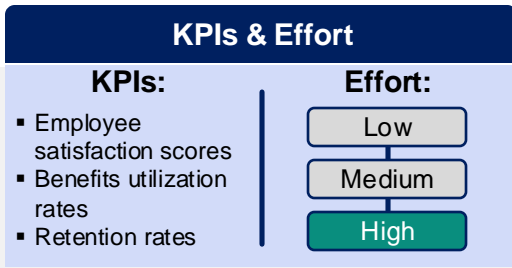 KPIs & Effort
KPIs:
▪ Employee
satisfaction scores
▪ Benefits utilization
rates
▪ Retention rates
Effort:
Low
Medium
High